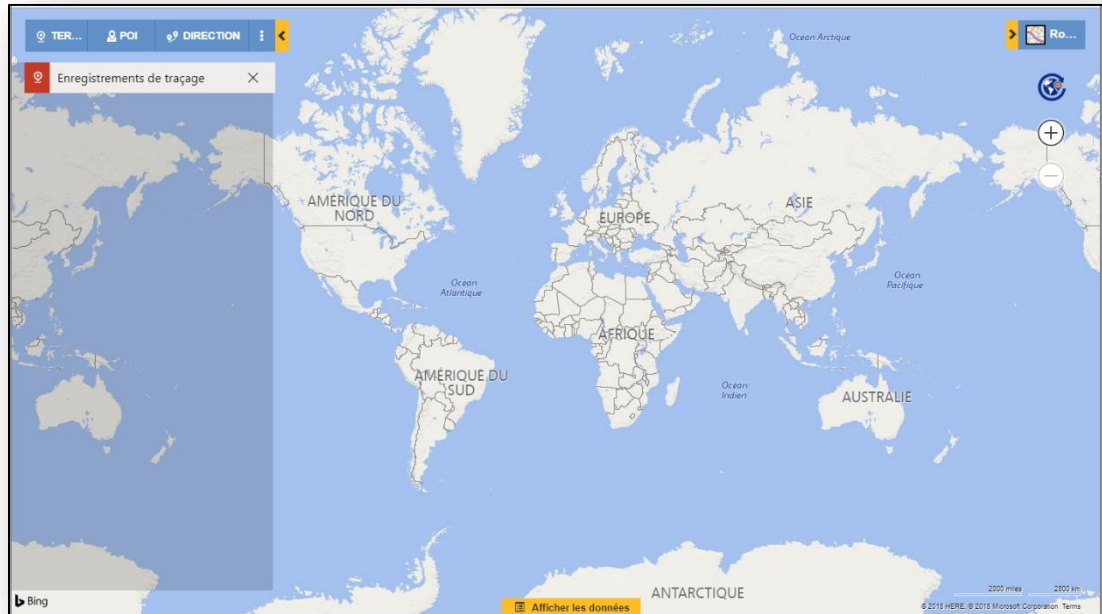 TER...
POI
DIRECTION
Ro...
Enregistrements de traçage
Océan Arctique
AMÉRIQUE DU
NORD
EUROPE
ASIE
Océan
Atlantique
Océan
Pacifique
AFRIQUE
AMÉRIQUE DU
SUD
Océan
Indien
AUSTRALIE
ANTARCTIQUE
2000 miles
2500 km
Bing
Afficher les données
© 2018 HERE, © 2018 Microsoft Corporation Terms